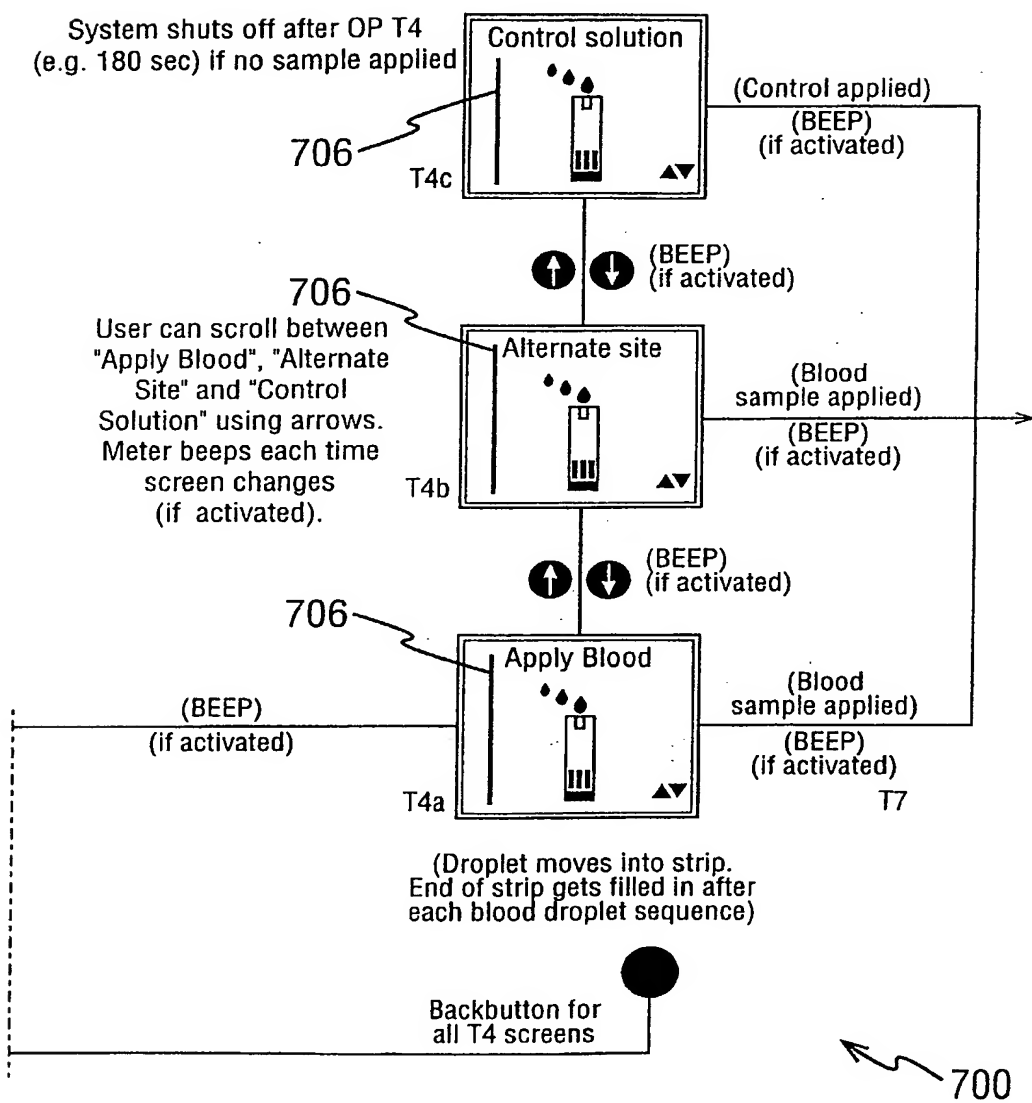 System shuts off after OP T4
(e.g. 180 sec) if no sample applied
Control solution
706
T4c
(Control applied)
(BEEP)
(if activated)
(BEEP)
(if activated)
706
User can scroll between
"Apply Blood", "Alternate
Site" and "Control
Solution" using arrows.
Meter beeps each time
screen changes
(if activated).
Alternate site
T4b
(Blood
sample applied)
(BEEP)
(if activated)
(BEEP)
(if activated)
706
Apply Blood
(BEEP)
(if activated)
T4a
(Blood
sample applied)
(BEEP)
(if activated)
T7
(Droplet moves into strip.
End of strip gets filled in after
each blood droplet sequence)
Backbutton for
all T4 screens
700